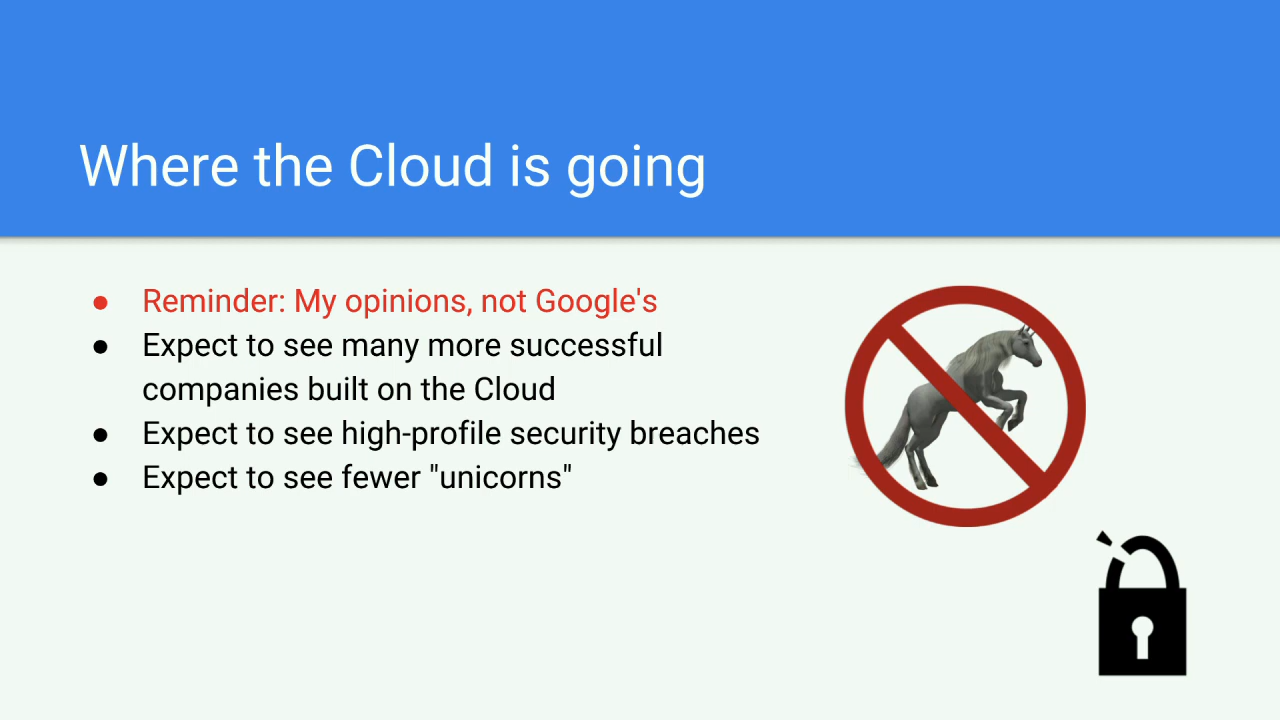 Where the Cloud is going
● Reminder: My opinions, not Google's
● Expect to see many more successful
companies built on the Cloud
● Expect to see high-profile security breaches
● Expect to see fewer "unicorns"